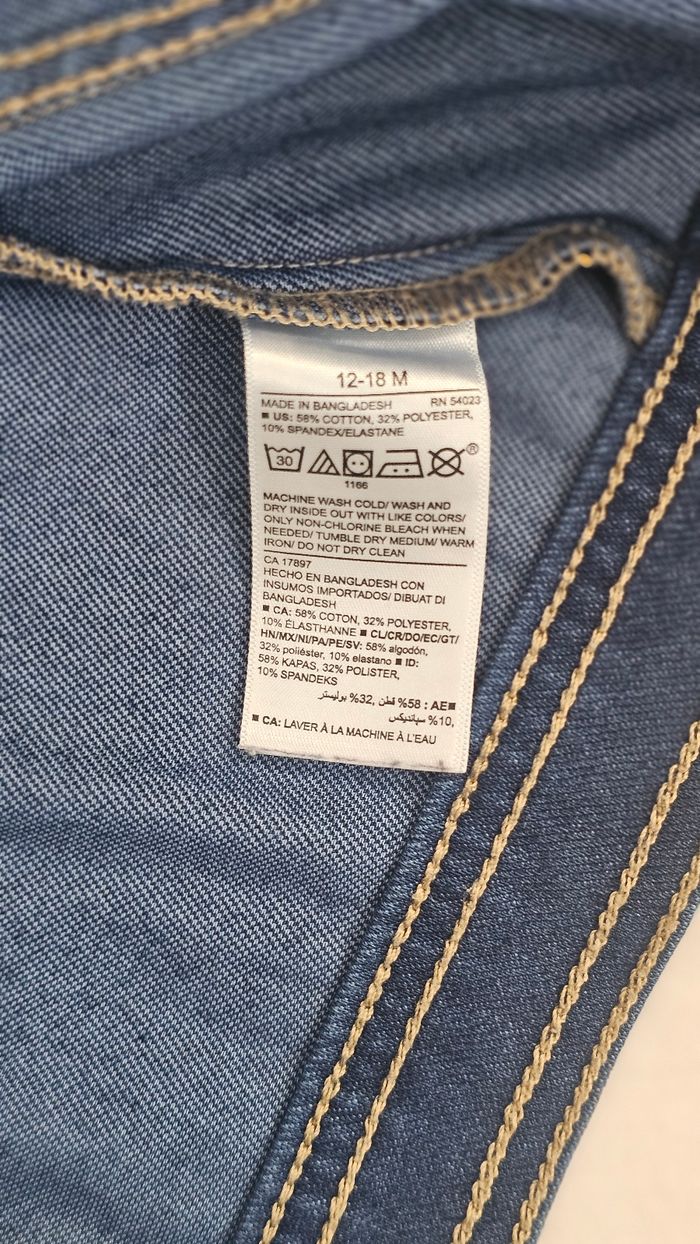 12-18 M
MADE IN BANGLADESH RN 54023
■ US: 58% COTTON, 32% POLYESTER,
10% SPANDEX/ELASTANE
30 ®
1166
MACHINE WASH COLD/ WASH AND
DRY INSIDE OUT WITH LIKE COLORS/
ONLY NON-CHLORINE BLEACH WHEN
NEEDED/ TUMBLE DRY MEDIUM/ WARM
IRON/ DO NOT DRY CLEAN
CA 17897
HECHO EN BANGLADESH CON
INSUMOS IMPORTADOS/ DIBUAT DI
BANGLADESH
■ CA: 58% COTON, 32% POLYESTER,
10% ÉLASTHANNE ■ CL/CR/DO/EC/GT/
HN/MX/NI/PA/PE/SV: 58% algodón,
32% poliéster, 10% elastano ■ ID:
58% KAPAS, 32% POLISTER,
10% SPANDEKS
■AE : 58% قطن ,32% بوليستر
,10% سپانديكس
■ CA: LAVER À LA MACHINE À L'EAU